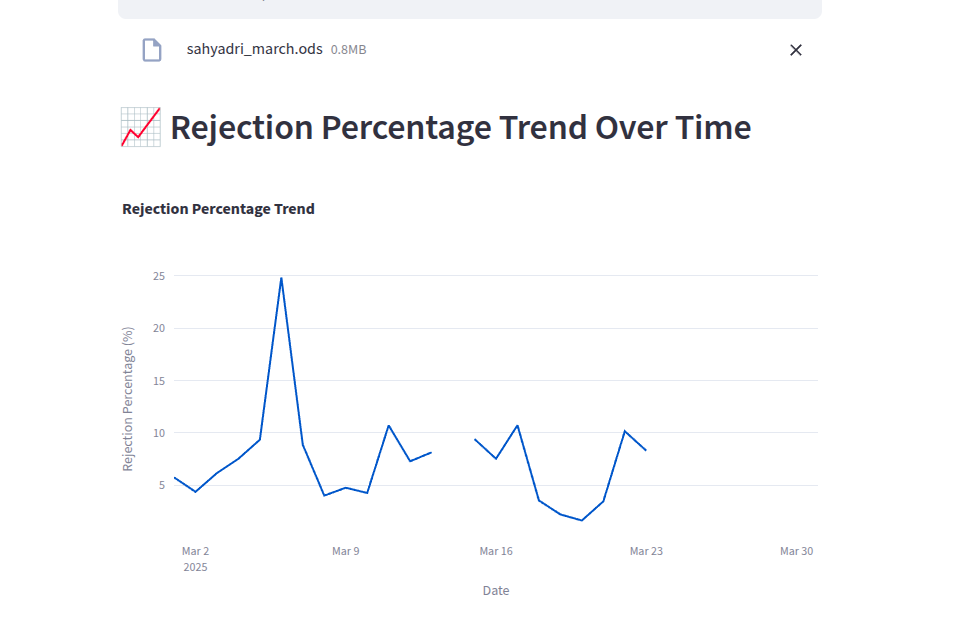 sahyadri_march.ods 0.8MB
Rejection Percentage Trend Over Time
Rejection Percentage Trend
25
20
15
10
5
Rejection Percentage (%)
Mar 2 Mar 9 Mar 16 Mar 23 Mar 30
2025
Date